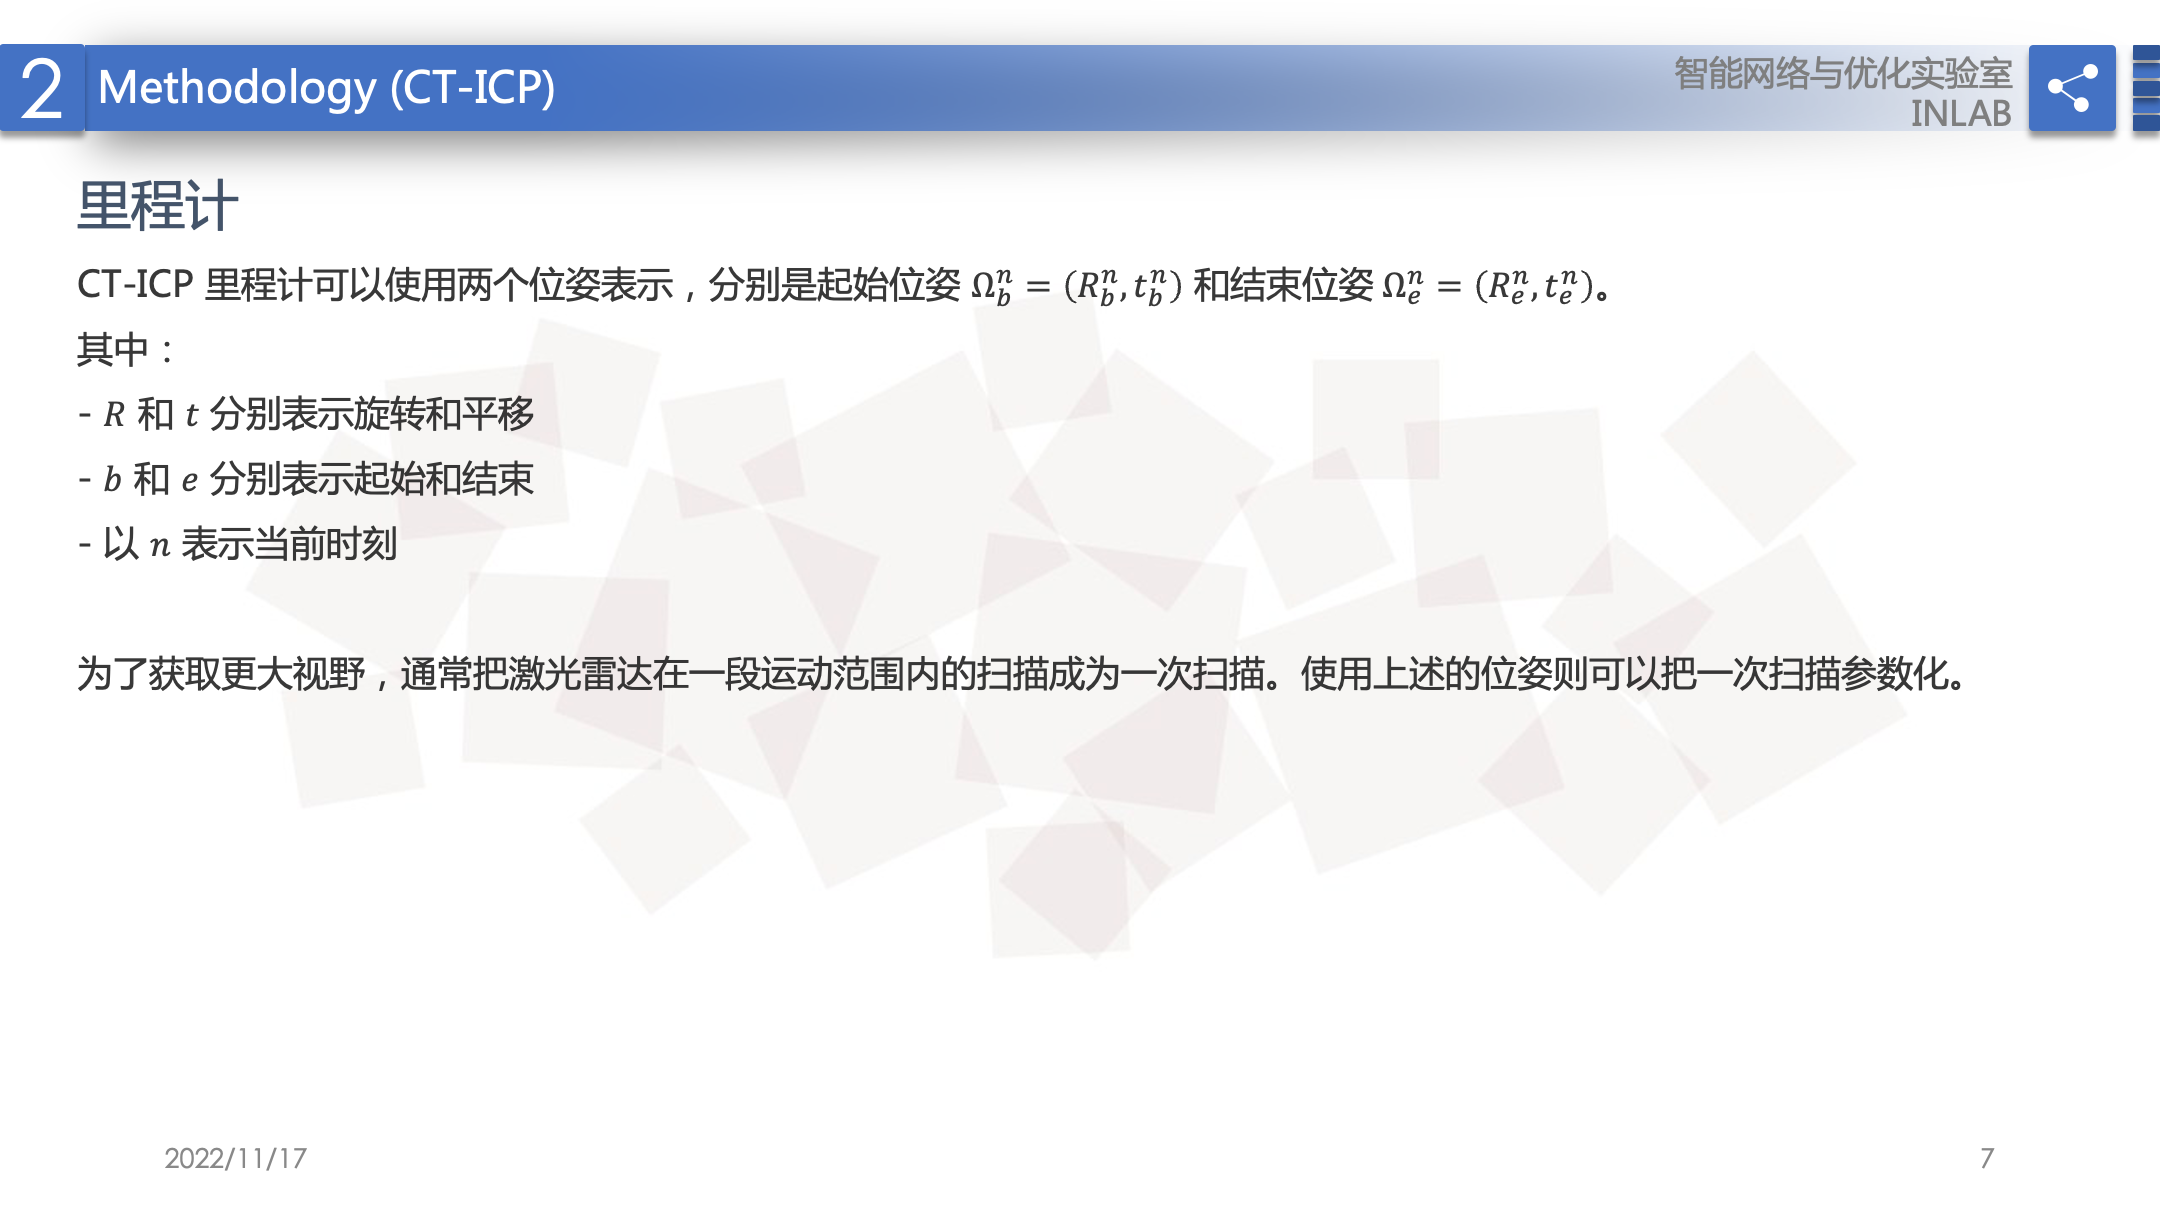 2
Methodology (CT-ICP)
智能网络与优化实验室
INLAB
里程计
CT-ICP 里程计可以使用两个位姿表示，分别是起始位姿 Ω_b^n = (R_b^n, t_b^n) 和结束位姿 Ω_e^n = (R_e^n, t_e^n)。
其中：
- R 和 t 分别表示旋转和平移
- b 和 e 分别表示起始和结束
- 以 n 表示当前时刻
为了获取更大视野，通常把激光雷达在一段运动范围内的扫描成为一次扫描。使用上述的位姿则可以把一次扫描参数化。
2022/11/17
7